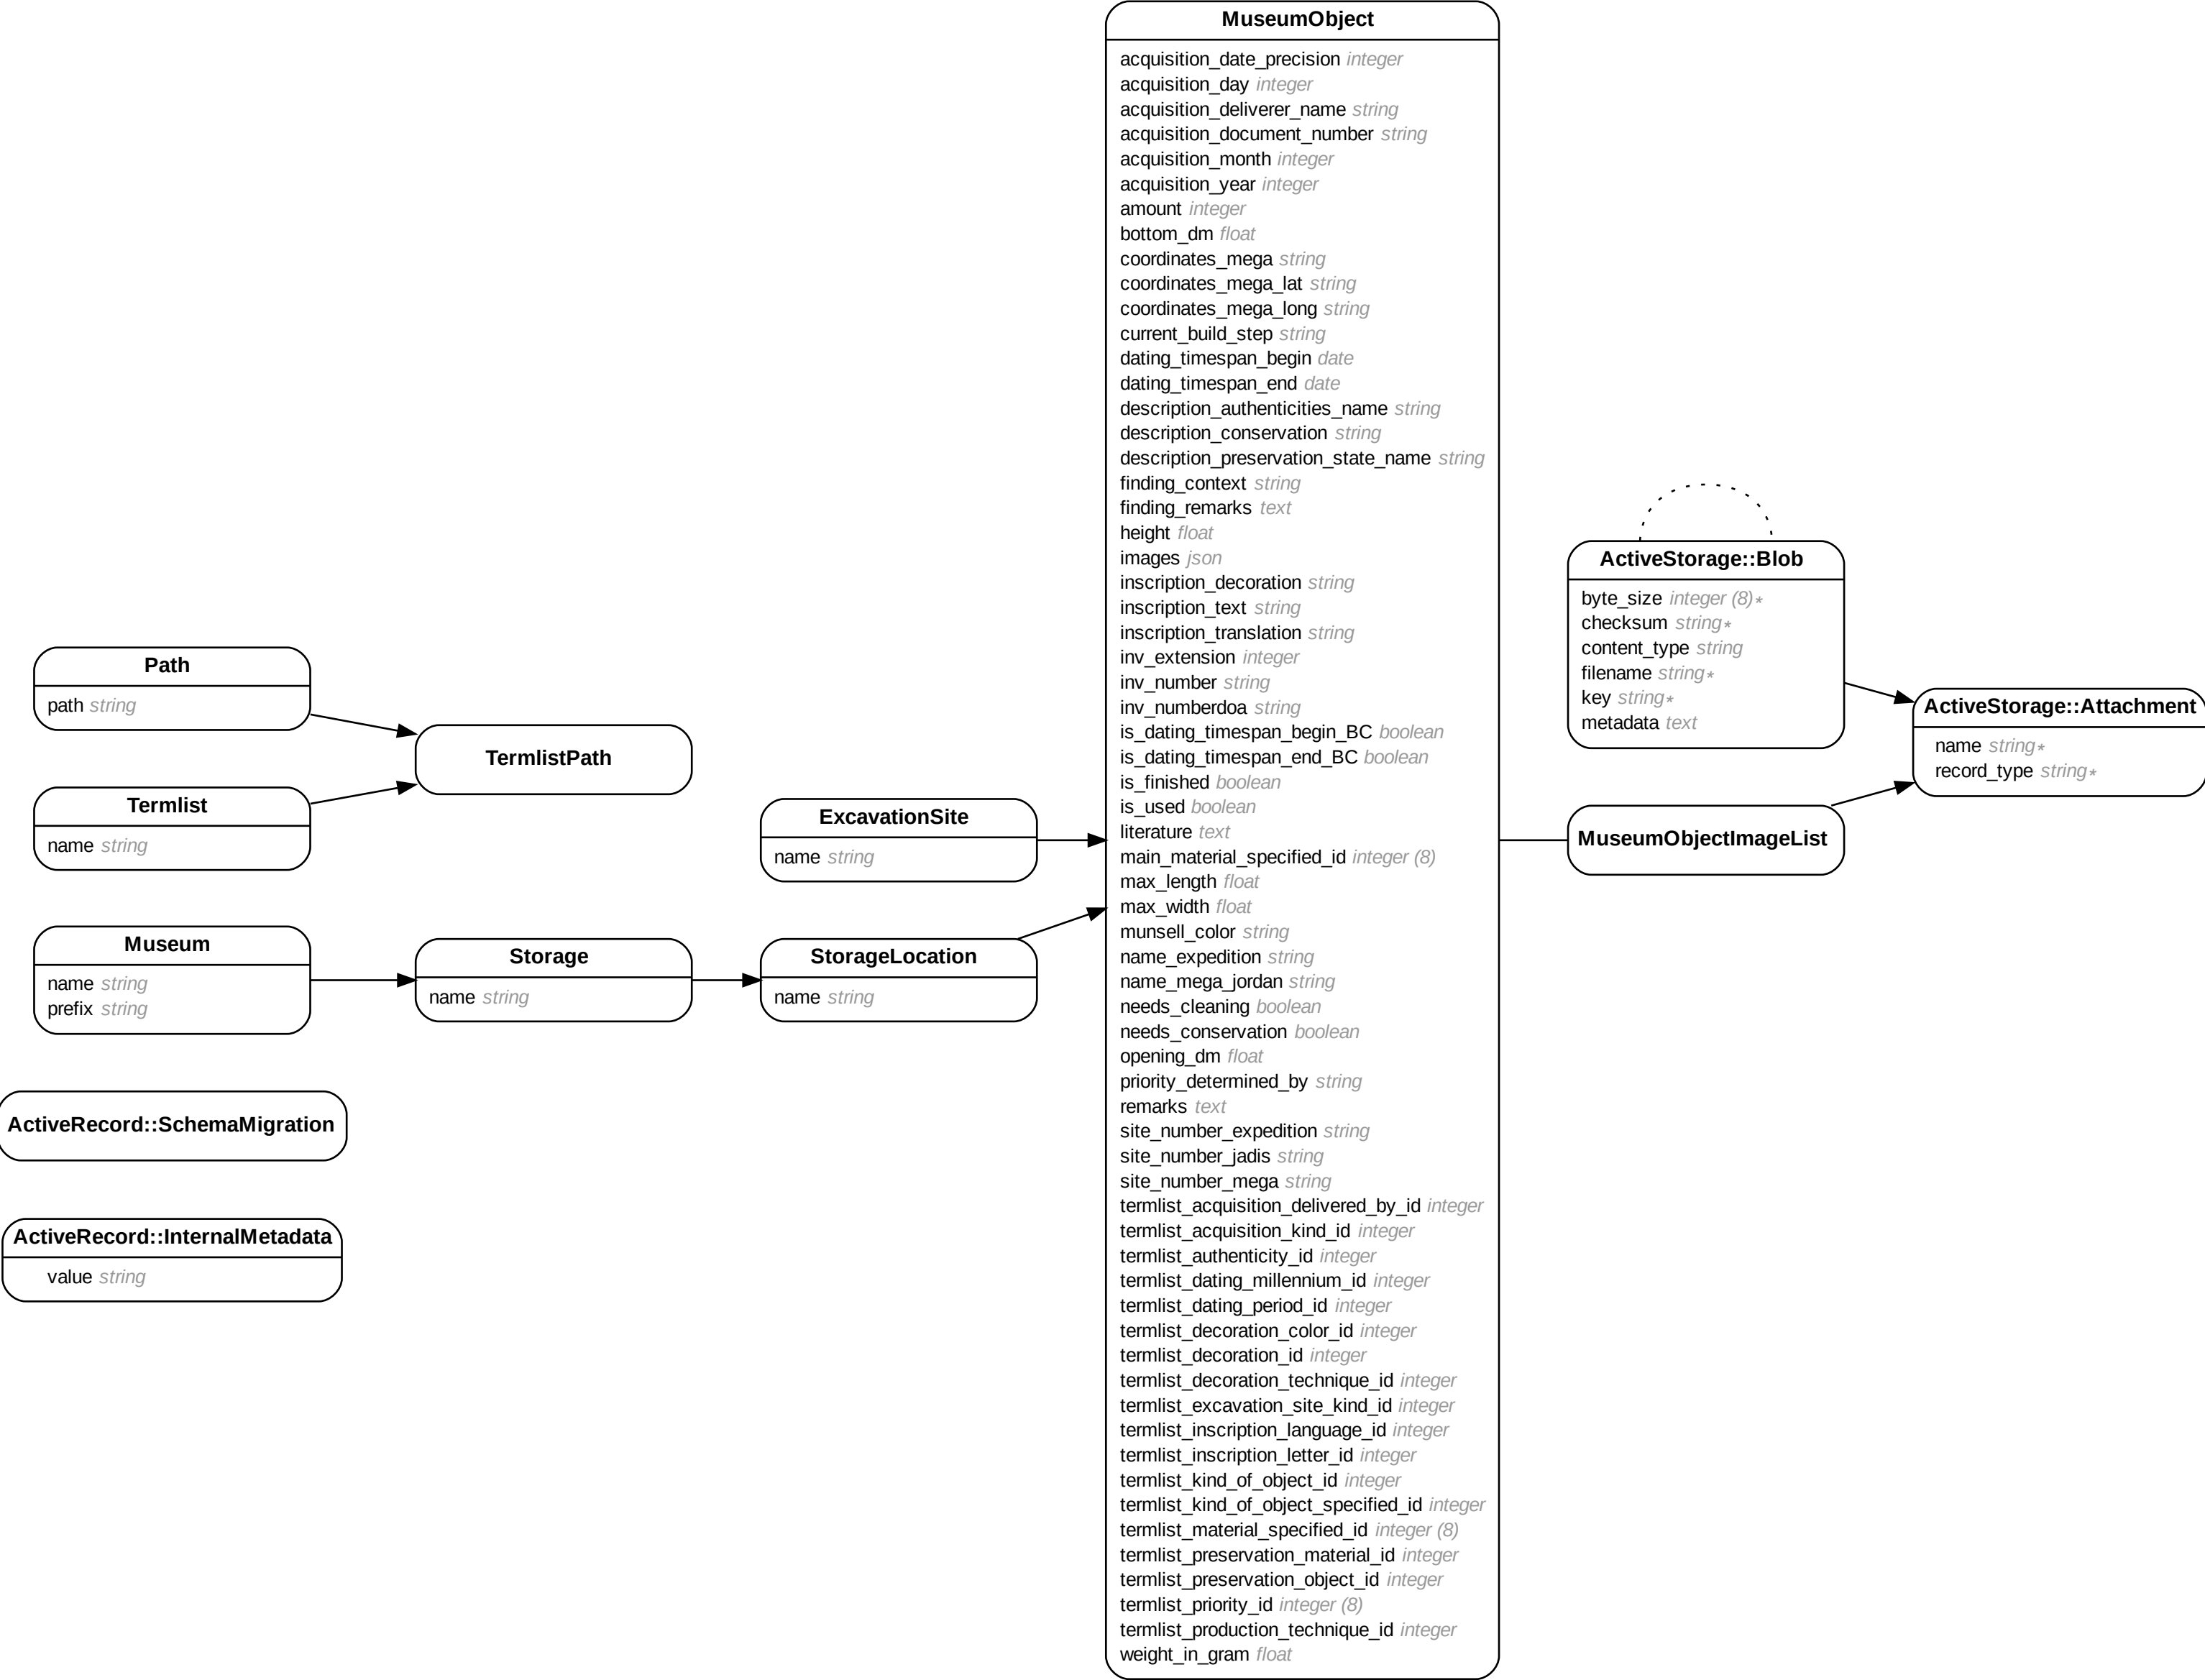 MuseumObject
acquisition_date_precision integer
acquisition_day integer
acquisition_deliverer_name string
acquisition_document_number string
acquisition_month integer
acquisition_year integer
amount integer
bottom_dm float
coordinates_mega string
coordinates_mega_lat string
coordinates_mega_long string
current_build_step string
dating_timespan_begin date
dating_timespan_end date
description_authenticities_name string
description_conservation string
description_preservation_state_name string
finding_context string
finding_remarks text
height float
images json
inscription_decoration string
inscription_text string
inscription_translation string
inv_extension integer
inv_number string
inv_numberdoa string
is_dating_timespan_begin_BC boolean
is_dating_timespan_end_BC boolean
is_finished boolean
is_used boolean
literature text
main_material_specified_id integer (8)
max_length float
max_width float
munsell_color string
name_expedition string
name_mega_jordan string
needs_cleaning boolean
needs_conservation boolean
opening_dm float
priority_determined_by string
remarks text
site_number_expedition string
site_number_jadis string
site_number_mega string
termlist_acquisition_delivered_by_id integer
termlist_acquisition_kind_id integer
termlist_authenticity_id integer
termlist_dating_millennium_id integer
termlist_dating_period_id integer
termlist_decoration_color_id integer
termlist_decoration_id integer
termlist_decoration_technique_id integer
termlist_excavation_site_kind_id integer
termlist_inscription_language_id integer
termlist_inscription_letter_id integer
termlist_kind_of_object_id integer
termlist_kind_of_object_specified_id integer
termlist_material_specified_id integer (8)
termlist_preservation_material_id integer
termlist_preservation_object_id integer
termlist_priority_id integer (8)
termlist_production_technique_id integer
weight_in_gram float
Path
path string
Termlist
name string
TermlistPath
Museum
name string
prefix string
Storage
name string
ExcavationSite
name string
StorageLocation
name string
ActiveRecord::SchemaMigration
ActiveRecord::InternalMetadata
value string
ActiveStorage::Blob
byte_size integer (8)*
checksum string*
content_type string
filename string*
key string*
metadata text
MuseumObjectImageList
ActiveStorage::Attachment
name string*
record_type string*